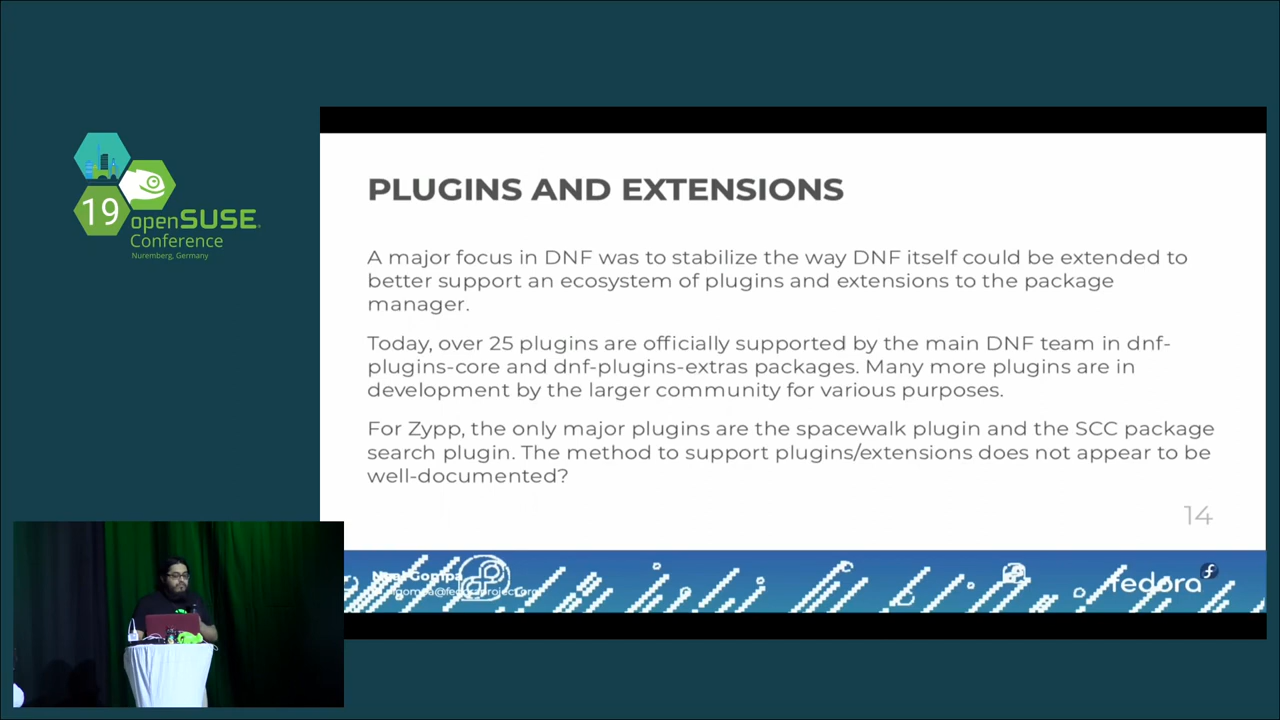 19
openSUSE
Conference
Nuremberg, Germany
PLUGINS AND EXTENSIONS
A major focus in DNF was to stabilize the way DNF itself could be extended to
better support an ecosystem of plugins and extensions to the package
manager.
Today, over 25 plugins are officially supported by the main DNF team in dnf-
plugins-core and dnf-plugins-extras packages. Many more plugins are in
development by the larger community for various purposes.
For Zypp, the only major plugins are the spacewalk plugin and the SCC package
search plugin. The method to support plugins/extensions does not appear to be
well-documented?
14
Gompa
fedora